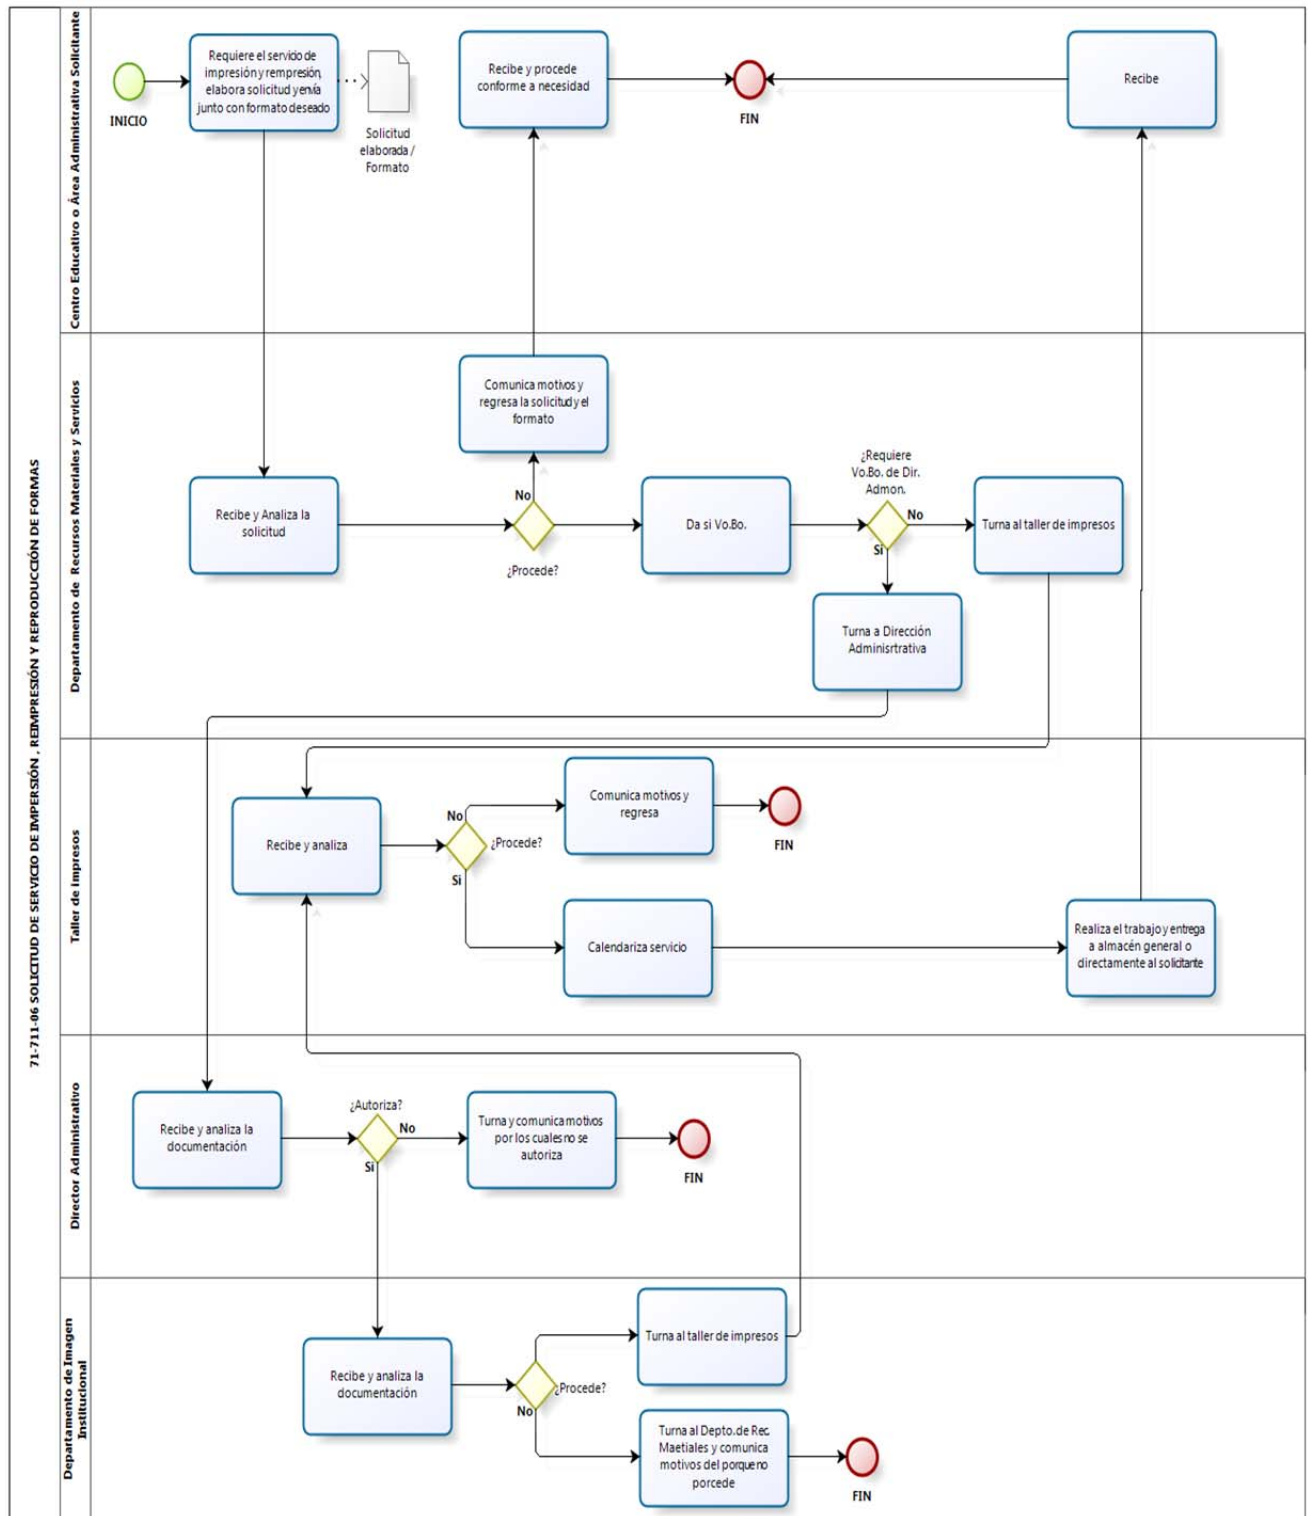 71-711-06 SOLICITUD DE SERVICIO DE IMPERSIÓN , REIMPRESIÓN Y REPRODUCCIÓN DE FORMAS
Centro Educativo o Área Administrativa Solicitante
INICIO
Requiere el servicio de
impresión y rempresión,
elabora solicitud y envía
junto con formato deseado
Solicitud
elaborada /
Formato
Recibe y procede
conforme a necesidad
FIN
Recibe
Departamento de Recursos Materiales y Servicios
Comunica motivos y
regresa la solicitud y el
formato
Recibe y Analiza la
solicitud
No
¿Procede?
Da si Vo.Bo.
¿Requiere
Vo.Bo. de Dir.
Admon.
No
Si
Turna al taller de impresos
Turna a Dirección
Adminisrtrativa
Taller de impresos
Recibe y analiza
No
¿Procede?
Si
Comunica motivos y
regresa
FIN
Calendariza servicio
Realiza el trabajo y entrega
a almacén general o
directamente al solicitante
Director Administrativo
Recibe y analiza la
documentación
¿Autoriza?
No
Si
Turna y comunica motivos
por los cuales no se
autoriza
FIN
Departamento de Imagen
Institucional
Recibe y analiza la
documentación
¿Procede?
No
Turna al taller de impresos
Turna al Depto. de Rec.
Maetiales y comunica
motivos del porque no
porcede
FIN